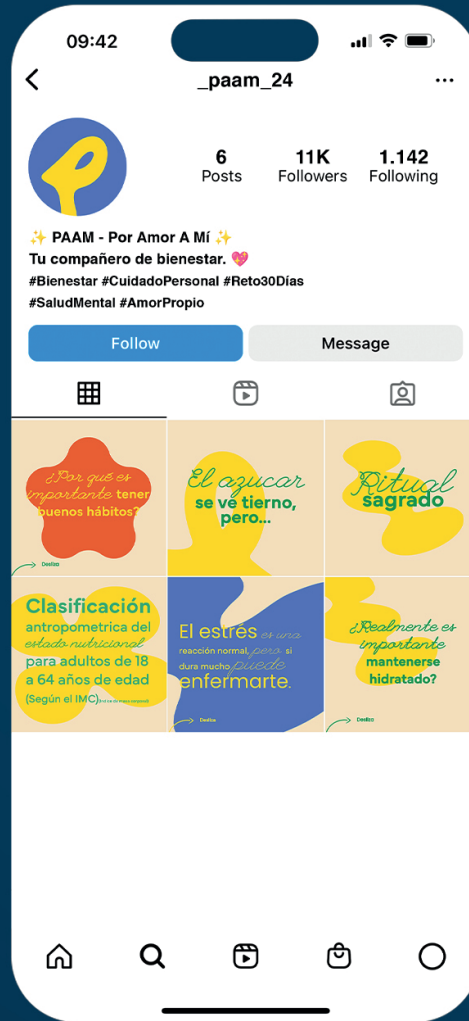 09:42
_paam_24
6
Posts
11K
Followers
1.142
Following
✨ PAAM - Por Amor A Mí ✨
Tu compañero de bienestar. 💖
#Bienestar #CuidadoPersonal #Reto30Días
#SaludMental #AmorPropio
Follow
Message
¿Por qué es
importante tener
buenos hábitos?
Desliza
El azucar
se ve tierno,
pero...
Ritual
sagrado
Clasificación
antropometrica del
estado nutricional
para adultos de 18
a 64 años de edad
(Según el IMC)
El estrés es una
reacción normal, pero si
dura mucho puede
enfermarte.
Desliza
¿Realmente es
importante
mantenerse
hidratado?
Desliza